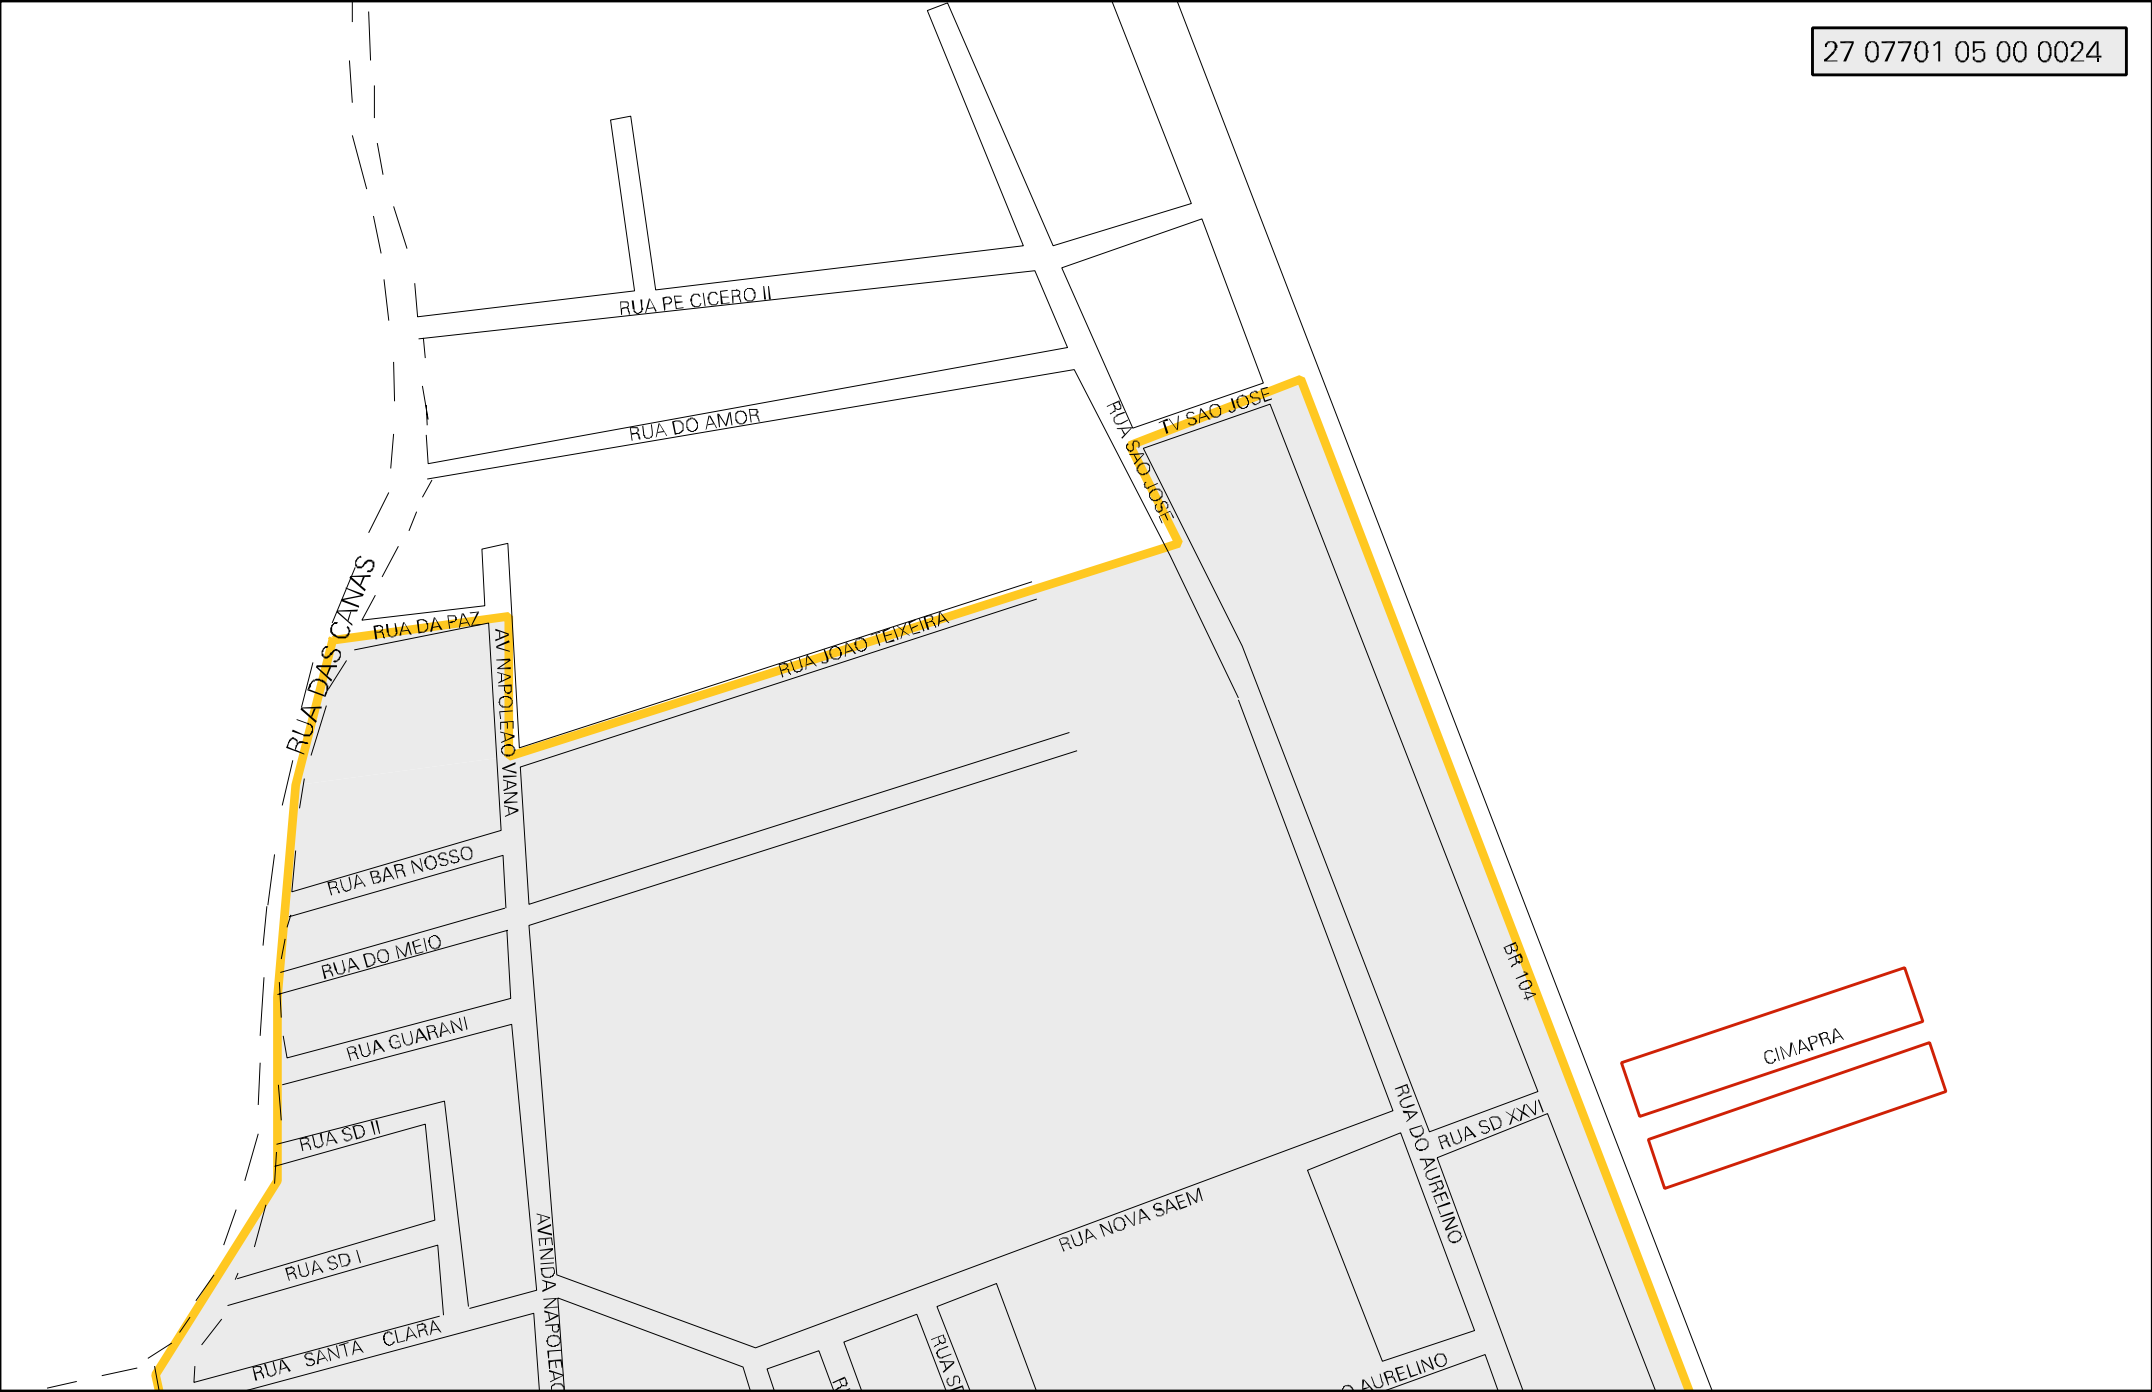 27 07701 05 00 0024
RUA PE CICERO II
RUA DO AMOR
TV SAO JOSE
RUA SAO JOSE
RUA DAS CANAS
RUA DA PAZ
AV NAPOLEAO VIANA
RUA JOAO TEIXEIRA
RUA BAR NOSSO
RUA DO MEIO
BR 104
RUA GUARANI
CIMAPRA
RUA SD II
RUA DO AURELINO
RUA SD XXVI
RUA NOVA SAEM
RUA SD I
AVENIDA NAPOLEAO
RUA SANTA CLARA
AURELINO